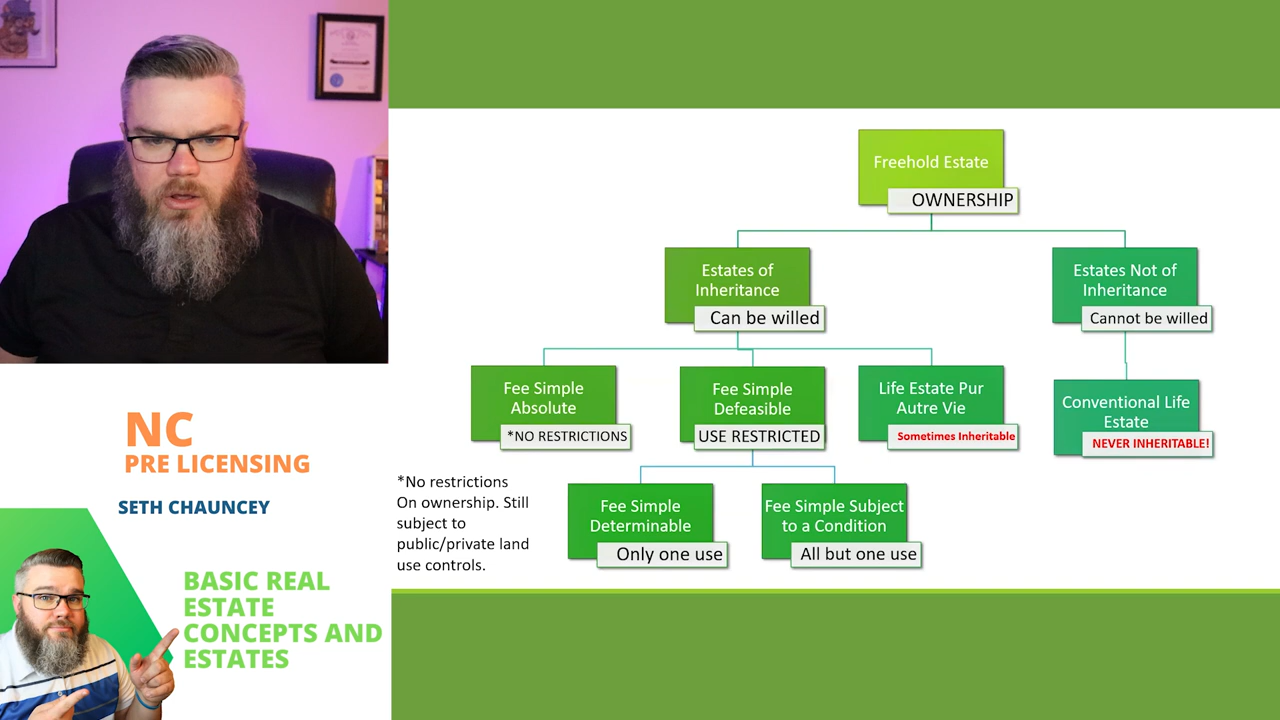 NC
PRE LICENSING
SETH CHAUNCEY
BASIC REAL
ESTATE
CONCEPTS AND
ESTATES
Freehold Estate
OWNERSHIP
Estates of
Inheritance
Can be willed
Estates Not of
Inheritance
Cannot be willed
Fee Simple
Absolute
*NO RESTRICTIONS
Fee Simple
Defeasible
USE RESTRICTED
Life Estate Pur
Autre Vie
Sometimes Inheritable
Conventional Life
Estate
NEVER INHERITABLE!
*No restrictions
On ownership. Still
subject to
public/private land
use controls.
Fee Simple
Determinable
Only one use
Fee Simple Subject
to a Condition
All but one use